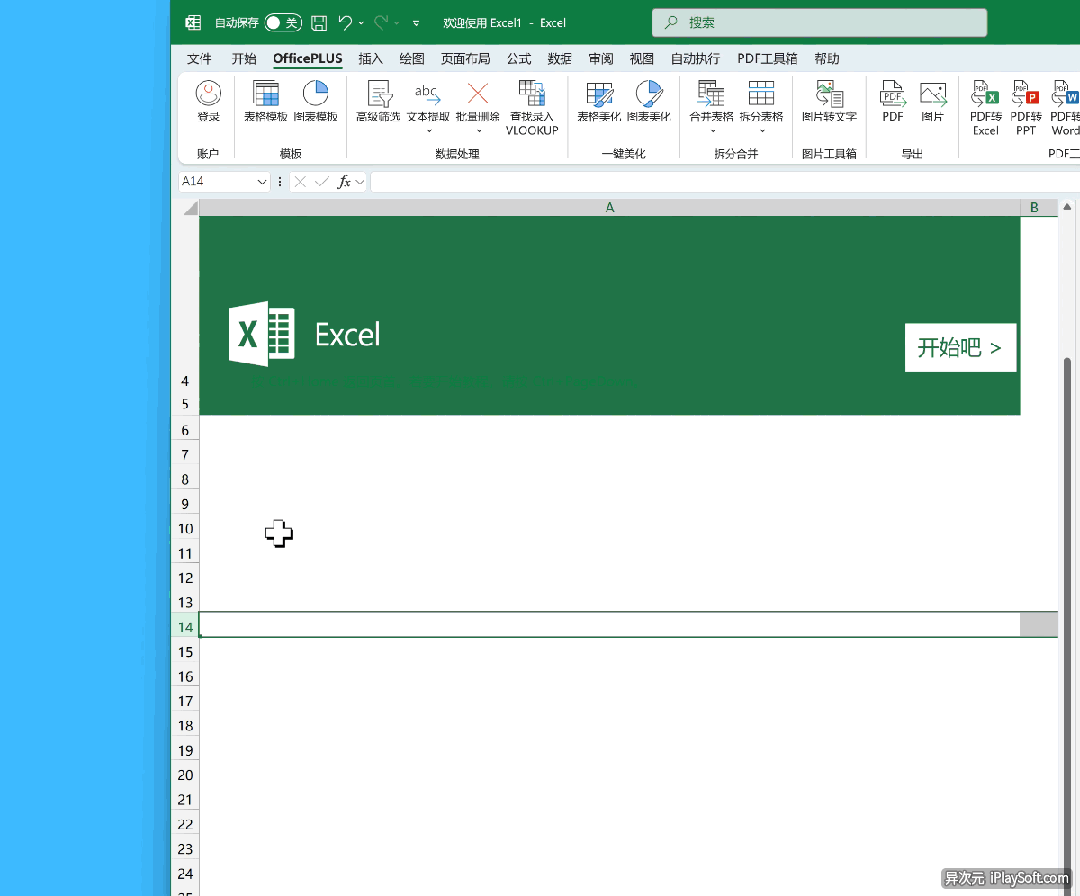 自动保存 关 欢迎使用 Excel1 - Excel 搜索
文件 开始 OfficePLUS 插入 绘图 页面布局 公式 数据 审阅 视图 自动执行 PDF工具箱 帮助
abc PDF PDF PDF PDF
登录 表格模板 图表模板 高级筛选 文本提取 批量删除 查找录入 表格美化 图表美化 合并表格 拆分表格 图片转文字 PDF 图片 PDF转 PDF转 PDF转
VLOOKUP Excel PPT Word
账户 模板 数据处理 一键美化 拆分合并 图片工具箱 导出 PDF工
A14 fx
A B
X Excel
开始吧 >
4
5
6
7
8
9
10
11
12
13
14
15
16
17
18
19
20
21
22
23
24
异次元 iPlaySoft.com